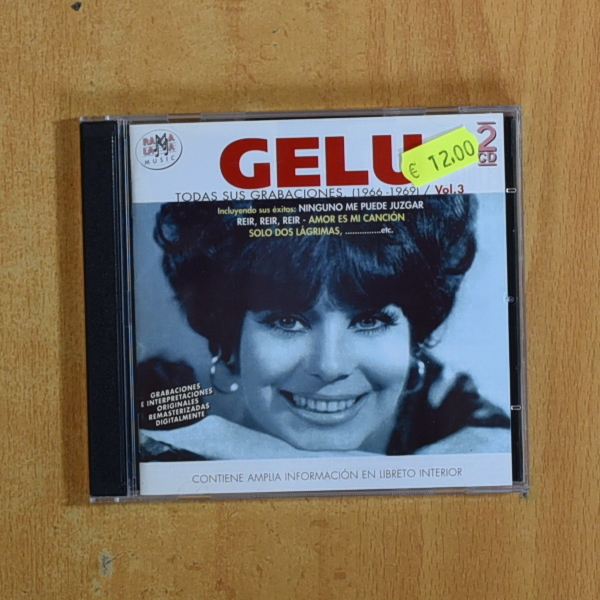 RAMA
LAMA
MUSIC
GELU
2
CD
€ 12,00
TODAS SUS GRABACIONES. (1966 -1969) / Vol.3
Incluyendo sus éxitos: NINGUNO ME PUEDE JUZGAR
REIR, REIR, REIR - AMOR ES MI CANCIÓN
SOLO DOS LÁGRIMAS, ................etc.
GRABACIONES
E INTERPRETACIONES
ORIGINALES
REMASTERIZADAS
DIGITALMENTE
CONTIENE AMPLIA INFORMACIÓN EN LIBRETO INTERIOR